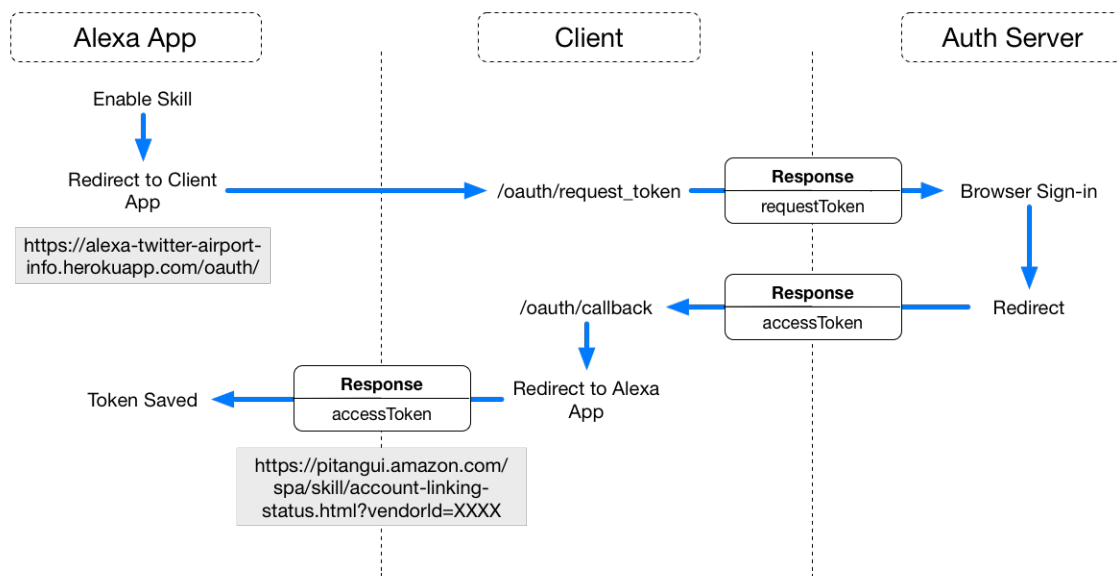 Alexa App
Client
Auth Server
Enable Skill
Redirect to Client
App
https://alexa-twitter-airport-
info.herokuapp.com/oauth/
/oauth/request_token
Response
requestToken
Browser Sign-in
Redirect
Response
accessToken
/oauth/callback
Redirect to Alexa
App
Response
accessToken
Token Saved
https://pitangui.amazon.com/
spa/skill/account-linking-
status.html?vendorId=XXXX